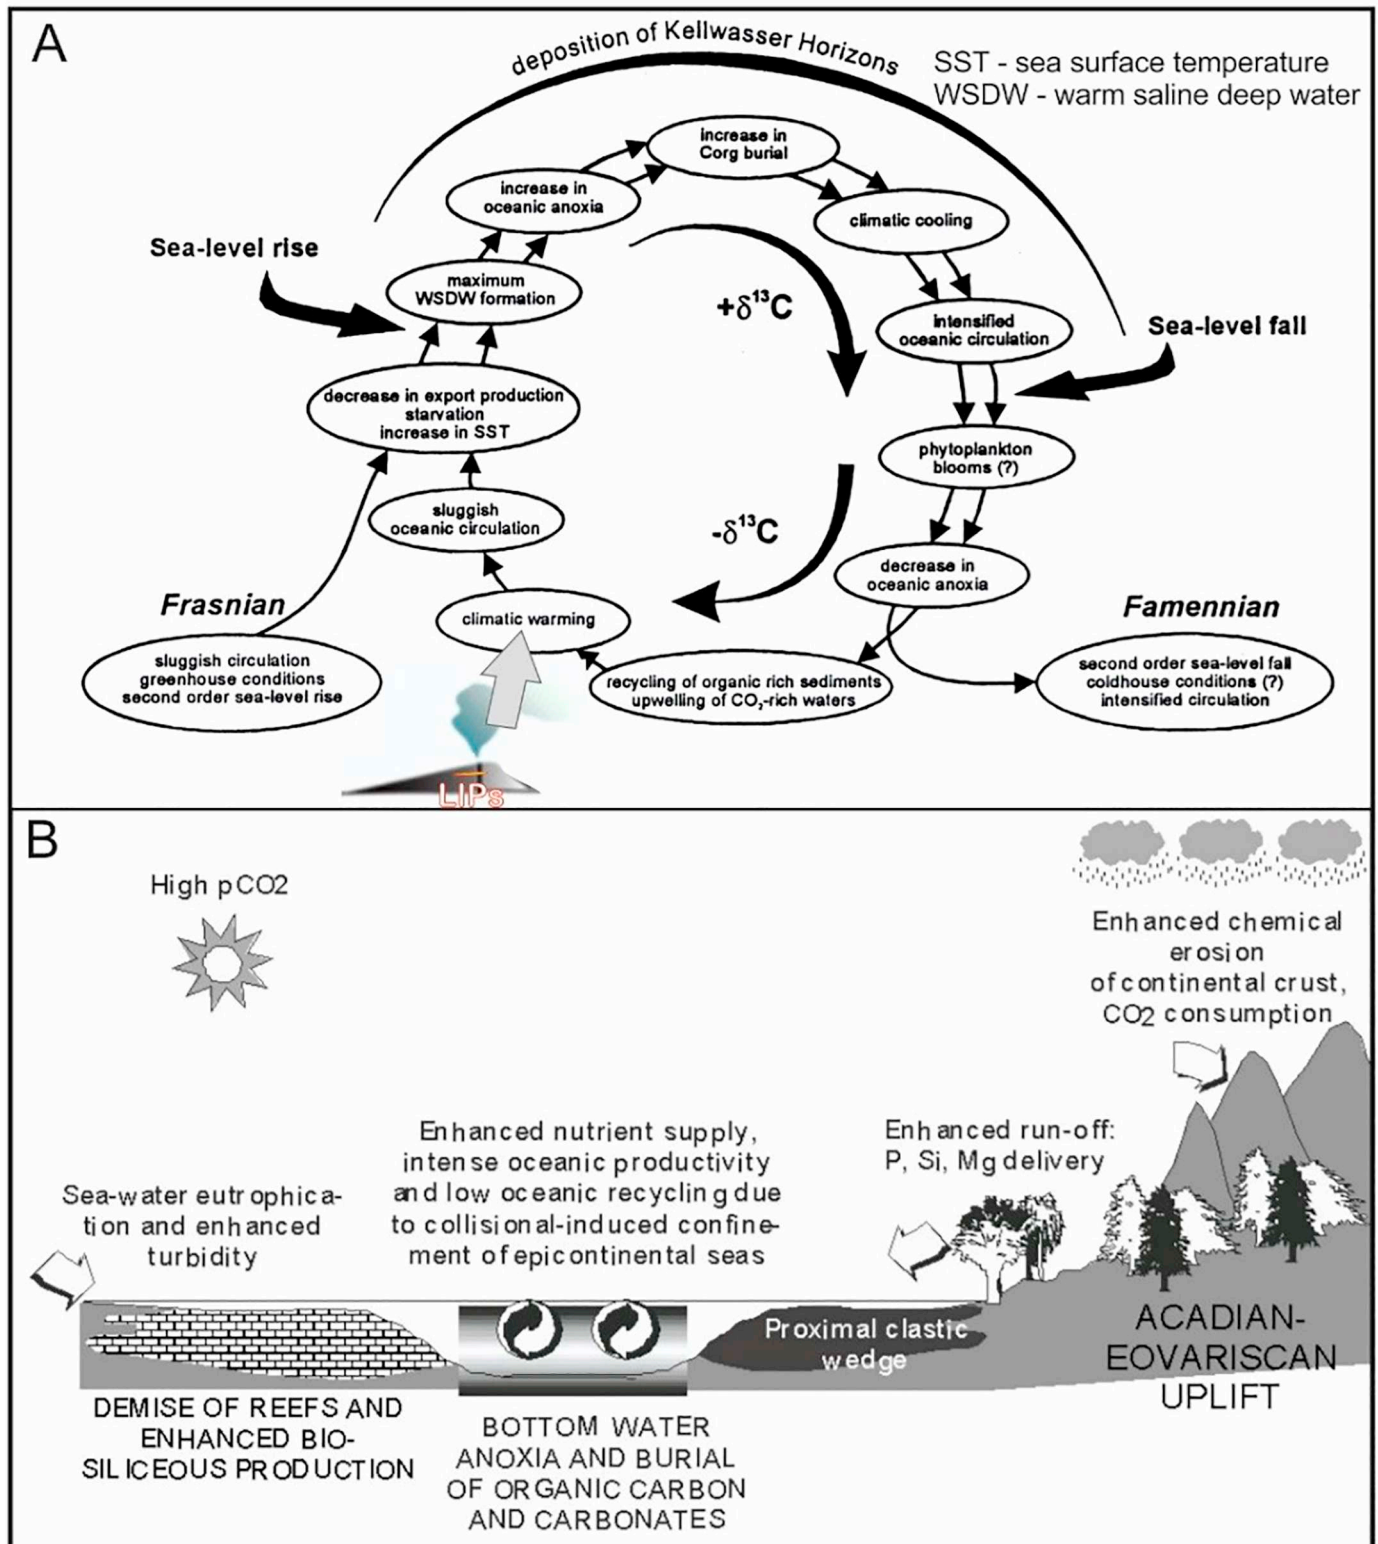 A
deposition of Kellwasser Horizons
SST - sea surface temperature
WSDW - warm saline deep water
increase in
Corg burial
increase in
oceanic anoxia
climatic cooling
Sea-level rise
maximum
WSDW formation
+δ¹³C
intensified
oceanic circulation
Sea-level fall
decrease in export production
starvation
increase in SST
phytoplankton
blooms (?)
sluggish
oceanic circulation
-δ¹³C
decrease in
oceanic anoxia
Frasnian
climatic warming
Famennian
sluggish circulation
greenhouse conditions
second order sea-level rise
recycling of organic rich sediments
upwelling of CO₂-rich waters
second order sea-level fall
coldhouse conditions (?)
intensified circulation
LIPs
B
High pCO2
Enhanced chemical
erosion
of continental crust,
CO2 consumption
Enhanced nutrient supply,
intense oceanic productivity
and low oceanic recycling due
to collisional-induced confine-
ment of epicontinental seas
Enhanced run-off:
P, Si, Mg delivery
Sea-water eutrophica-
tion and enhanced
turbidity
Proximal clastic
wedge
ACADIAN-
EOVARISCAN
UPLIFT
DEMISE OF REEFS AND
ENHANCED BIO-
SILICEOUS PRODUCTION
BOTTOM WATER
ANOXIA AND BURIAL
OF ORGANIC CARBON
AND CARBONATES